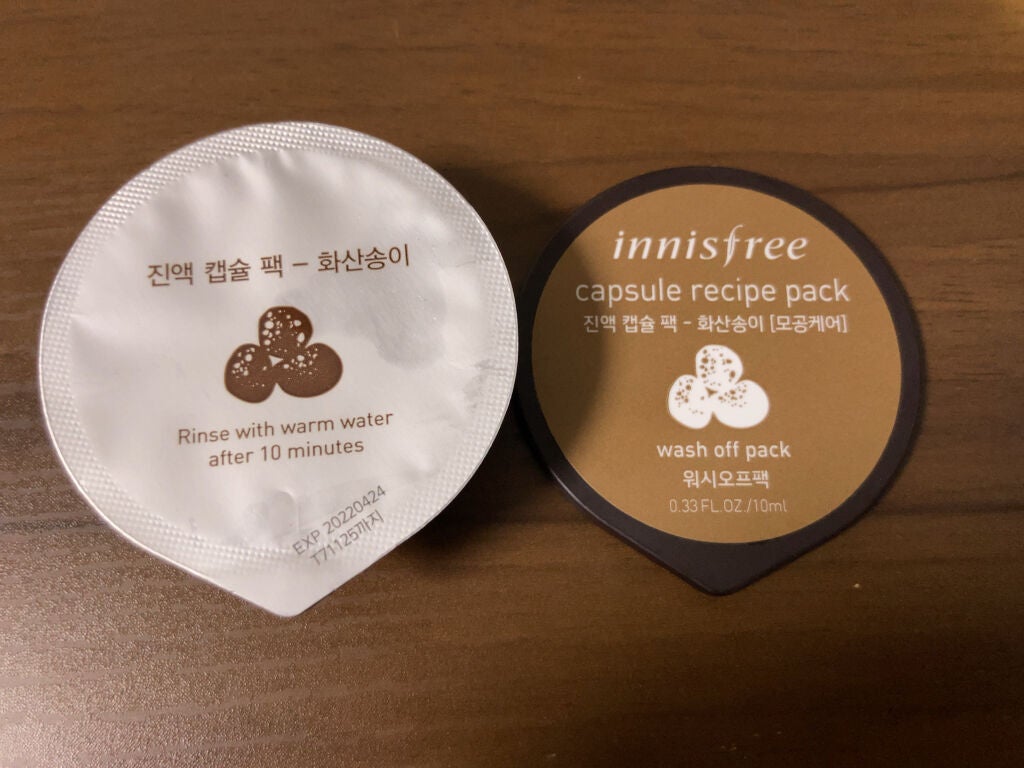 진액 캡슐 팩 - 화산송이
Rinse with warm water
after 10 minutes
EXP 20220424
T71125까지
innisfree
capsule recipe pack
진액 캡슐 팩 - 화산송이 [모공케어]
wash off pack
워시오프팩
0.33 FL.OZ./10ml